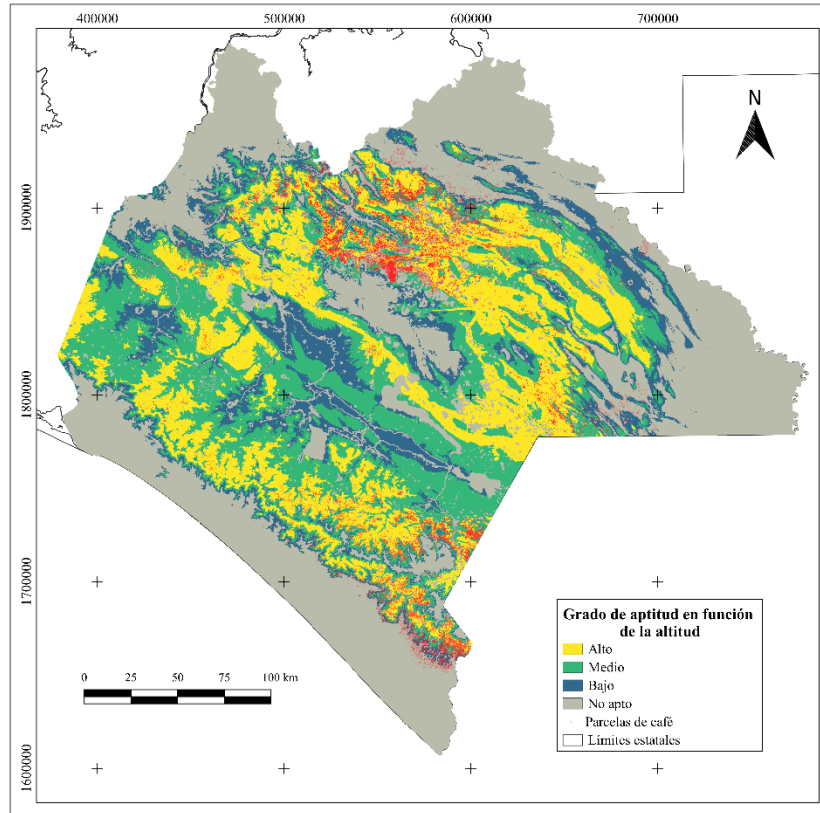 400000 500000 600000 700000
N
1900000
1800000
1700000
1600000
Grado de aptitud en función
de la altitud
Alto
Medio
Bajo
No apto
Parcelas de café
Límites estatales
0 25 50 75 100 km